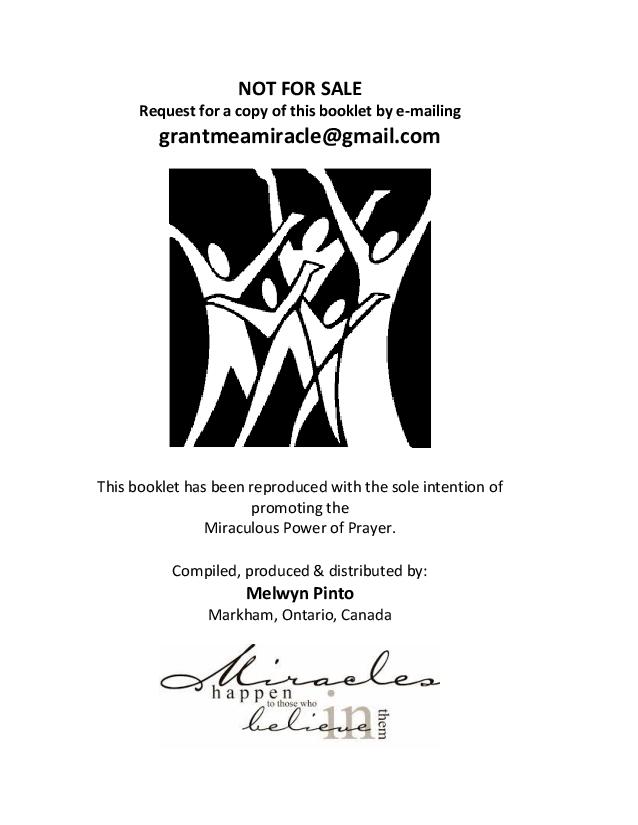 NOT FOR SALE
Request for a copy of this booklet by e-mailing
grantmeamiracle@gmail.com
This booklet has been reproduced with the sole intention of
promoting the
Miraculous Power of Prayer.
Compiled, produced & distributed by:
Melwyn Pinto
Markham, Ontario, Canada
Miracles
happen
to those who
believe in
them